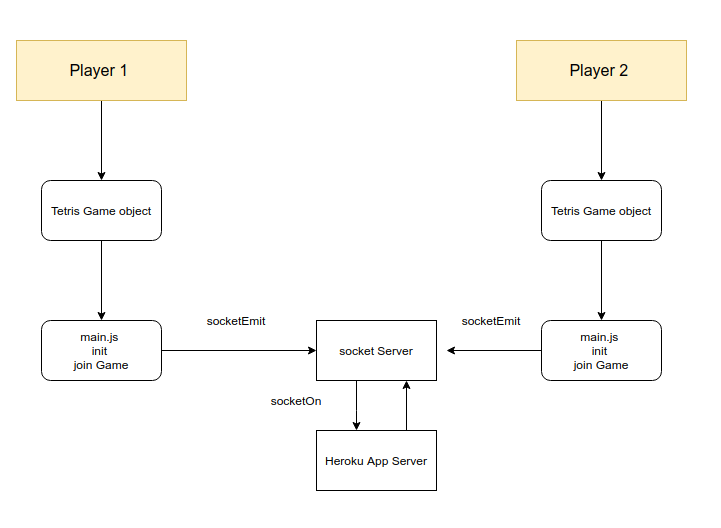 Player 1
Player 2
Tetris Game object
Tetris Game object
socketEmit
socketEmit
main.js
init
join Game
socket Server
main.js
init
join Game
socketOn
Heroku App Server